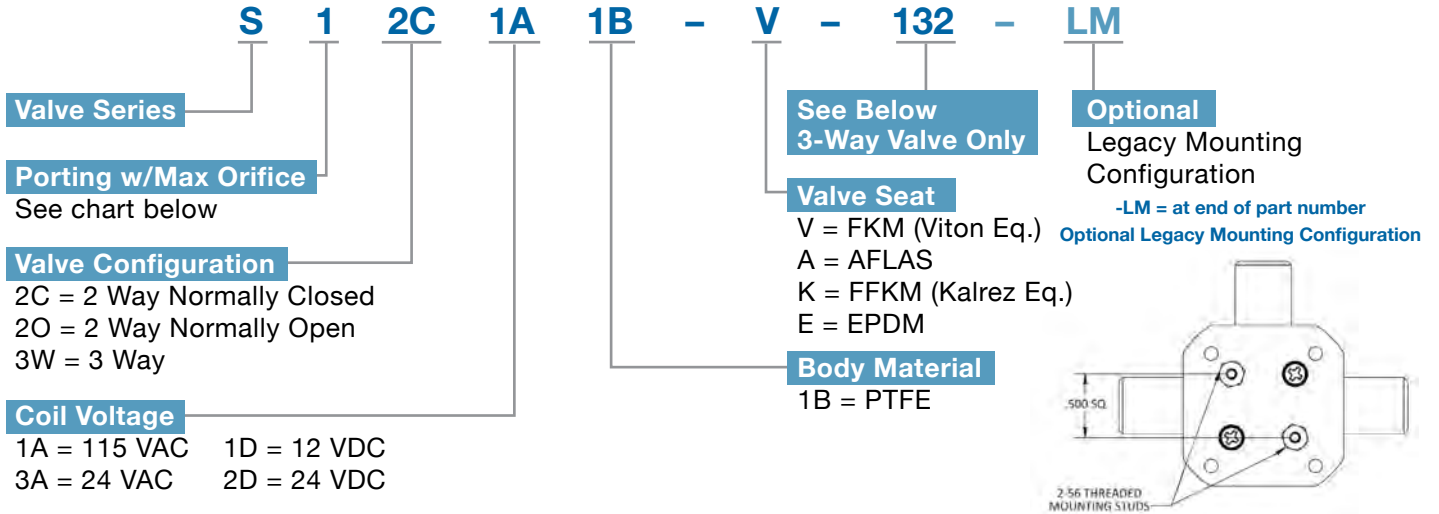 S 1 2C 1A 1B – V – 132 – LM
Valve Series
Porting w/Max Orifice
See chart below
Valve Configuration
2C = 2 Way Normally Closed
2O = 2 Way Normally Open
3W = 3 Way
Coil Voltage
1A = 115 VAC 1D = 12 VDC
3A = 24 VAC 2D = 24 VDC
See Below
3-Way Valve Only
Valve Seat
V = FKM (Viton Eq.)
A = AFLAS
K = FFKM (Kalrez Eq.)
E = EPDM
Body Material
1B = PTFE
Optional
Legacy Mounting
Configuration
-LM = at end of part number
Optional Legacy Mounting Configuration
.500 SQ.
2-56 THREADED
MOUNTING STUDS